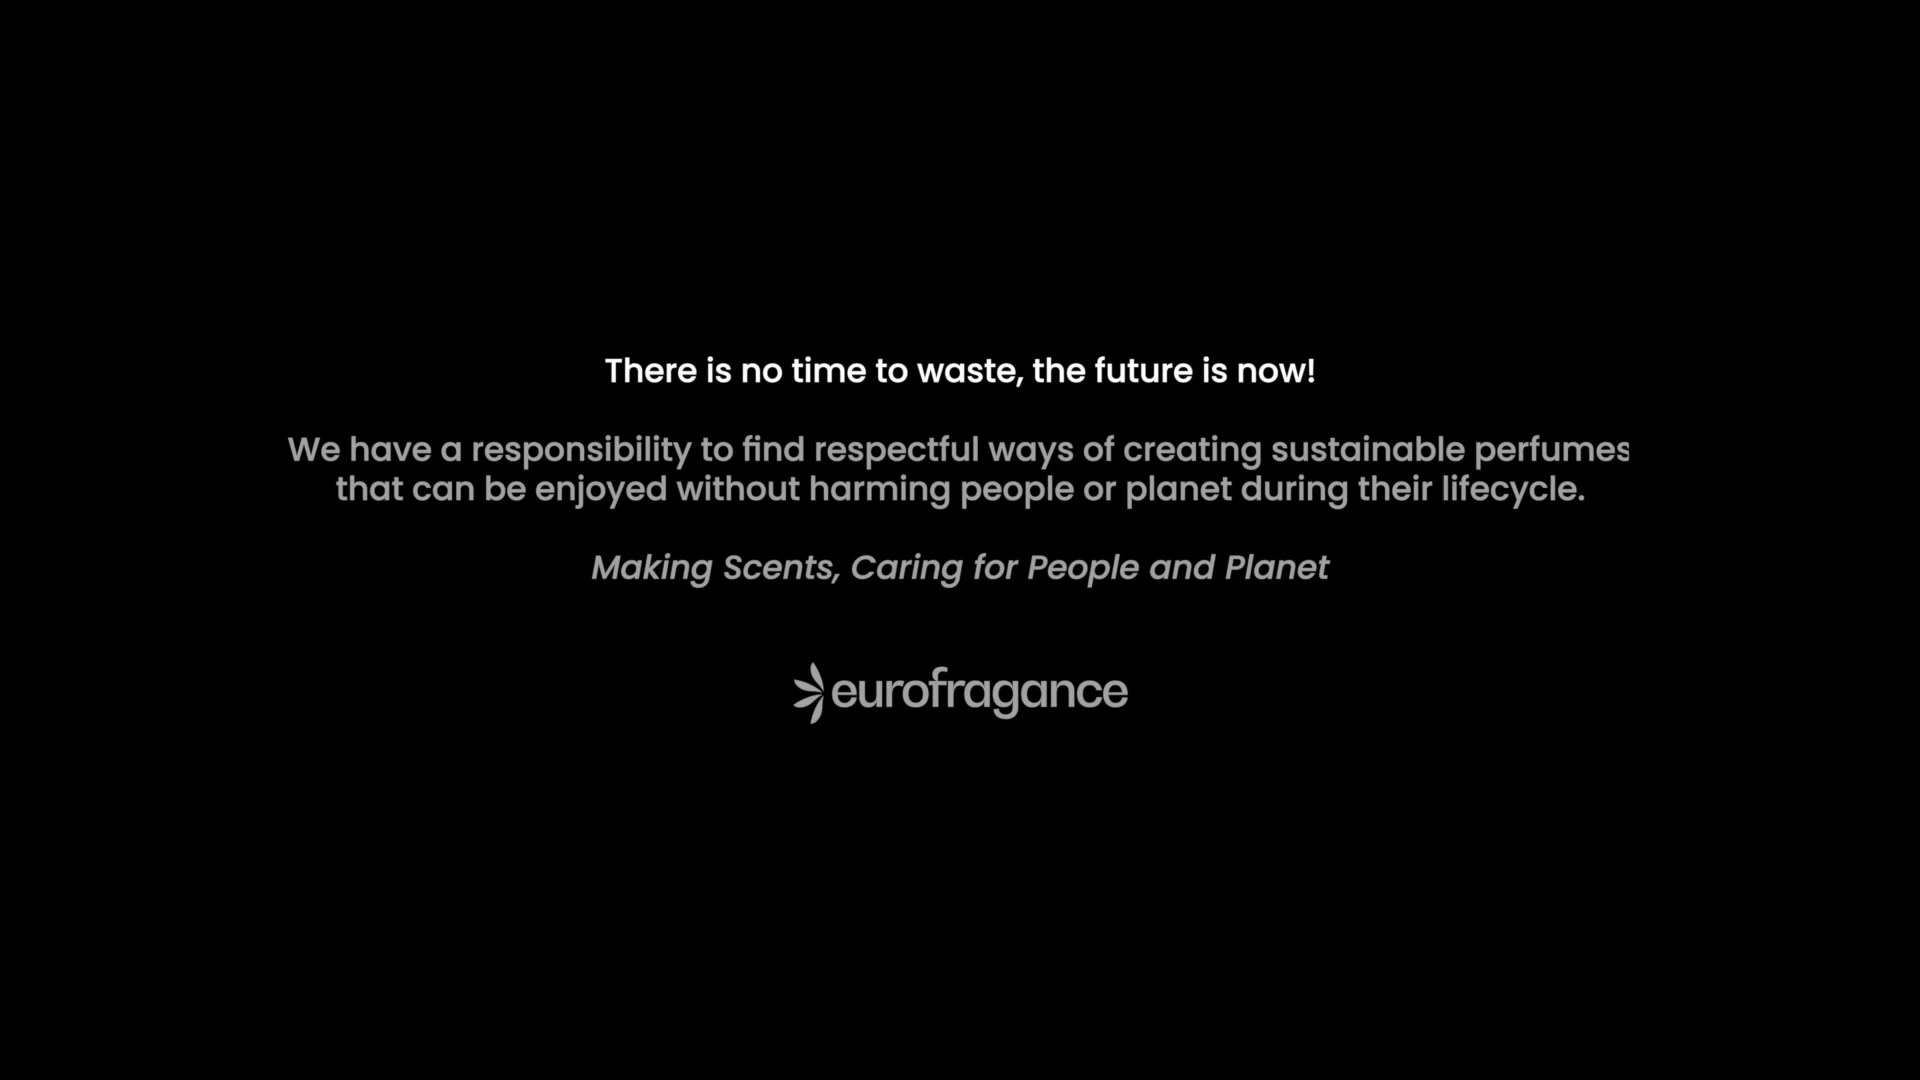 There is no time to waste, the future is now!
We have a responsibility to find respectful ways of creating sustainable perfumes
that can be enjoyed without harming people or planet during their lifecycle.
Making Scents, Caring for People and Planet
eurofragance